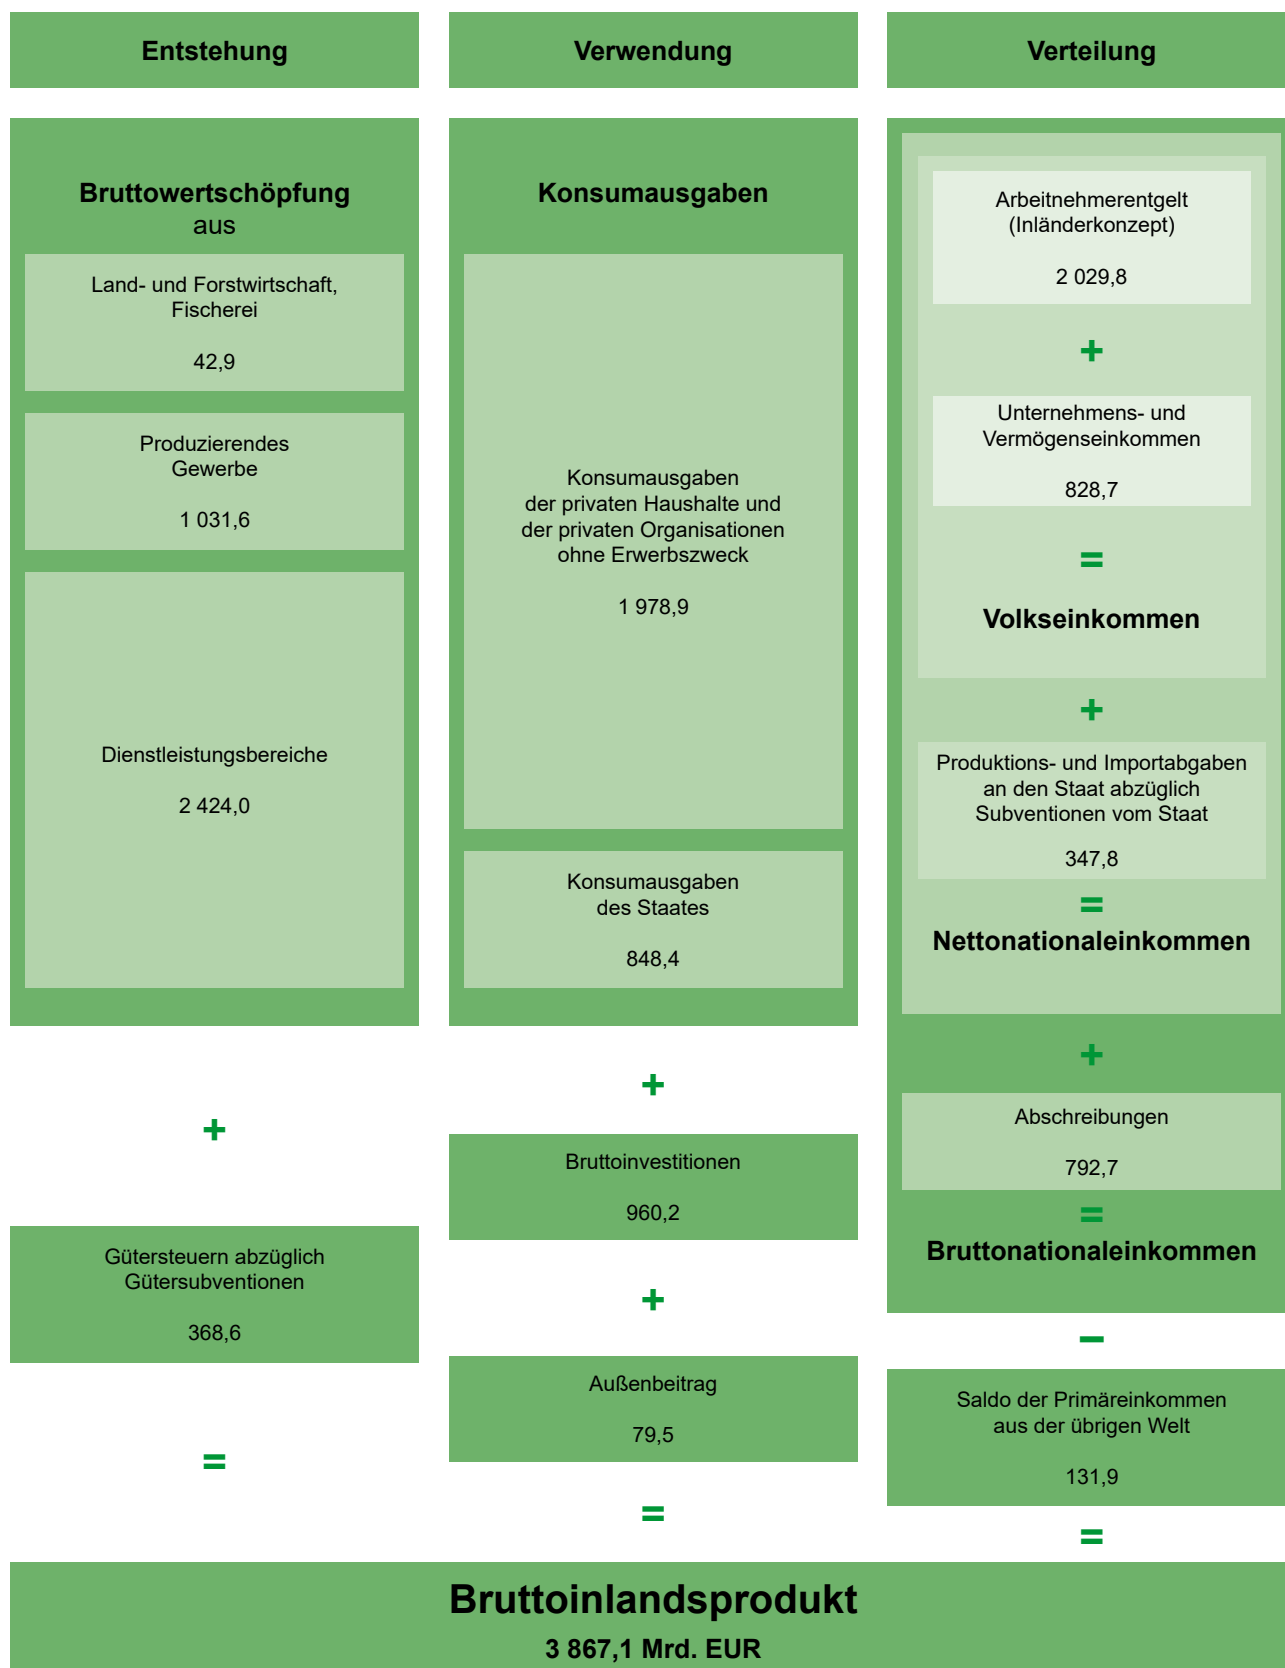 Entstehung
Verwendung
Verteilung
Bruttowertschöpfung
aus
Land- und Forstwirtschaft,
Fischerei
42,9
Produzierendes
Gewerbe
1 031,6
Dienstleistungsbereiche
2 424,0
+
Gütersteuern abzüglich
Gütersubventionen
368,6
=
Konsumausgaben
Konsumausgaben
der privaten Haushalte und
der privaten Organisationen
ohne Erwerbszweck
1 978,9
Konsumausgaben
des Staates
848,4
+
Bruttoinvestitionen
960,2
+
Außenbeitrag
79,5
=
Arbeitnehmerentgelt
(Inländerkonzept)
2 029,8
+
Unternehmens- und
Vermögenseinkommen
828,7
=
Volkseinkommen
+
Produktions- und Importabgaben
an den Staat abzüglich
Subventionen vom Staat
347,8
=
Nettonationaleinkommen
+
Abschreibungen
792,7
=
Bruttonationaleinkommen
–
Saldo der Primäreinkommen
aus der übrigen Welt
131,9
=
Bruttoinlandsprodukt
3 867,1 Mrd. EUR